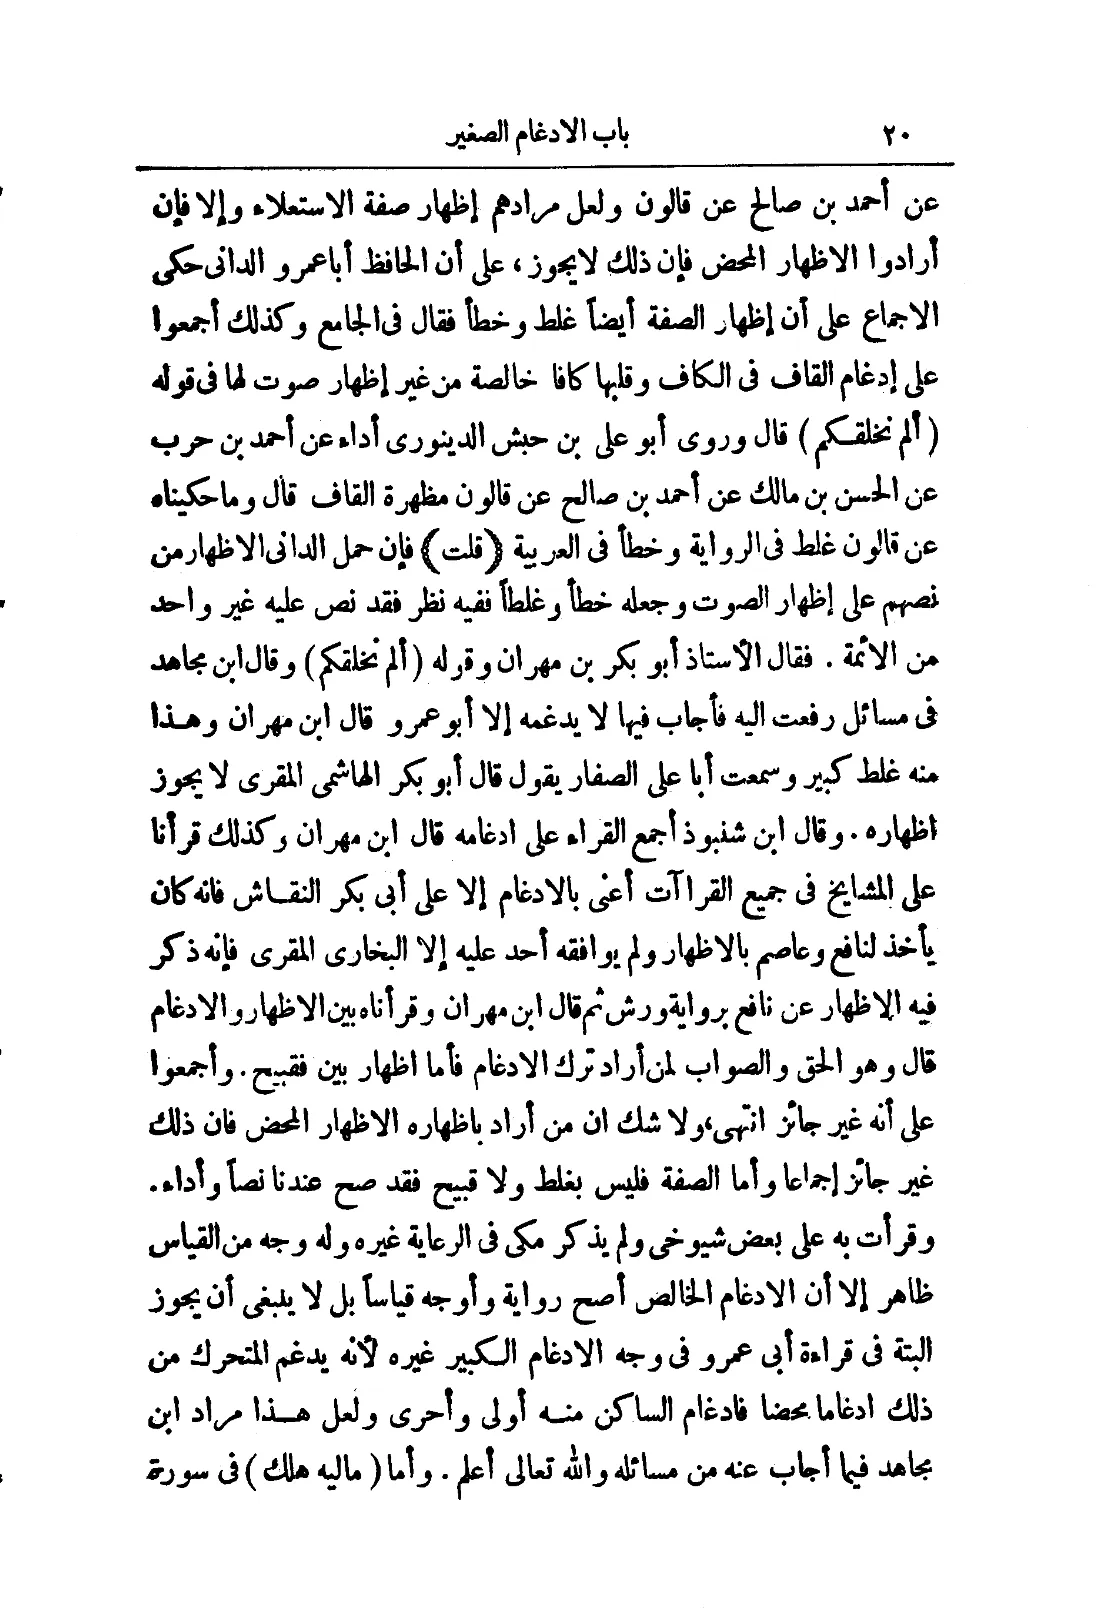 ٢٠ باب الادغام الصغير
عن أحمد بن صالح عن قالون ولعل مرادهم إظهار صفة الاستعلاء وإلا فإن
أرادوا الاظهار المحض فإن ذلك لايجوز، على أن الحافظ أباعمرو الدانى حكى
الاجماع على أن إظهار الصفة أيضاً غلط وخطأ فقال فى الجامع وكذلك أجمعوا
على إدغام القاف فى الكاف وقلبها كافا خالصة من غير إظهار صوت لها فى قوله
(ألم نخلقكم) قال وروى أبو على بن حبش الدينورى أداء عن أحمد بن حرب
عن الحسن بن مالك عن أحمد بن صالح عن قالون مظهرة القاف قال وماحكيناه
عن قالون غلط فى الرواية وخطأ فى العربية (قلت) فإن حمل الدانى الاظهار من
نصهم على إظهار الصوت وجعله خطأ وغلطاً ففيه نظر فقد نص عليه غير واحد
من الائمة . فقال الأستاذ أبو بكر بن مهران وقوله (ألم نخلقكم) وقال ابن مجاهد
فى مسائل رفعت اليه فأجاب فيها لا يدغمه إلا أبو عمرو قال ابن مهران وهذا
منه غلط كبير وسمعت أبا على الصفار يقول قال أبو بكر الهاشمى المقرى لا يجوز
اظهاره . وقال ابن شنبوذ أجمع القراء على ادغامه قال ابن مهران وكذلك قرأنا
على المشايخ فى جميع القراآت أعنى بالادغام إلا على أبى بكر النقاش فانه كان
يأخذ لنافع وعاصم بالاظهار ولم يوافقه أحد عليه إلا البخارى المقرى فإنه ذكر
فيه الاظهار عن نافع برواية ورش ثم قال ابن مهران وقرأناه بين الاظهار والادغام
قال وهو الحق والصواب لمن أراد ترك الادغام فأما اظهار بين فقبيح . وأجمعوا
على أنه غير جائز انتهى، ولا شك ان من أراد باظهاره الاظهار المحض فان ذلك
غير جائز إجماعا وأما الصفة فليس بغلط ولا قبيح فقد صح عندنا نصاً وأداء.
وقرأت به على بعض شيوخى ولم يذكر مكى فى الرعاية غيره وله وجه من القياس
ظاهر إلا أن الادغام الخالص أصح رواية وأوجه قياساً بل لا ينبغى أن يجوز
البتة فى قراءة أبى عمرو فى وجه الادغام الكبير غيره لأنه يدغم المتحرك من
ذلك ادغاما محضا فادغام الساكن منه أولى وأحرى ولعل هذا مراد ابن
مجاهد فيما أجاب عنه من مسائله والله تعالى أعلم . وأما (ماليه هلك) فى سورة